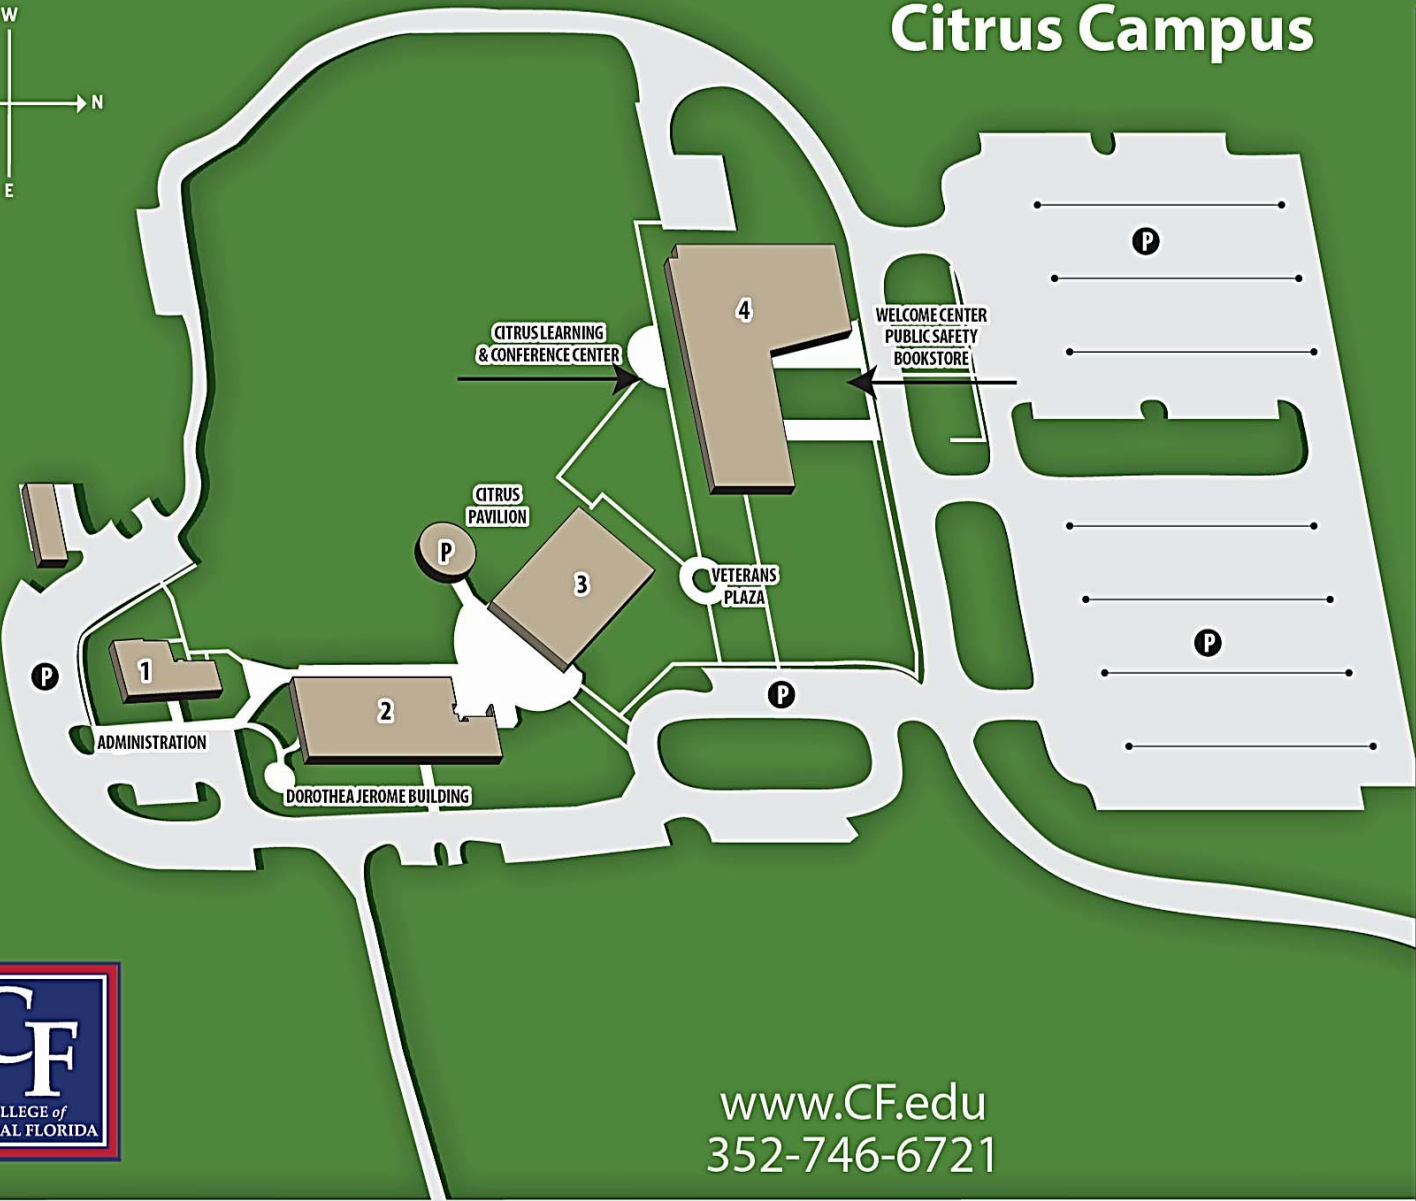 Citrus Campus
W
N
E
P
4
WELCOME CENTER
PUBLIC SAFETY
BOOKSTORE
CITRUS LEARNING
& CONFERENCE CENTER
CITRUS
PAVILION
P
3
VETERANS
PLAZA
P
1
P
2
P
ADMINISTRATION
DOROTHEA JEROME BUILDING
CF
LLEGE of
AL FLORIDA
www.CF.edu
352-746-6721